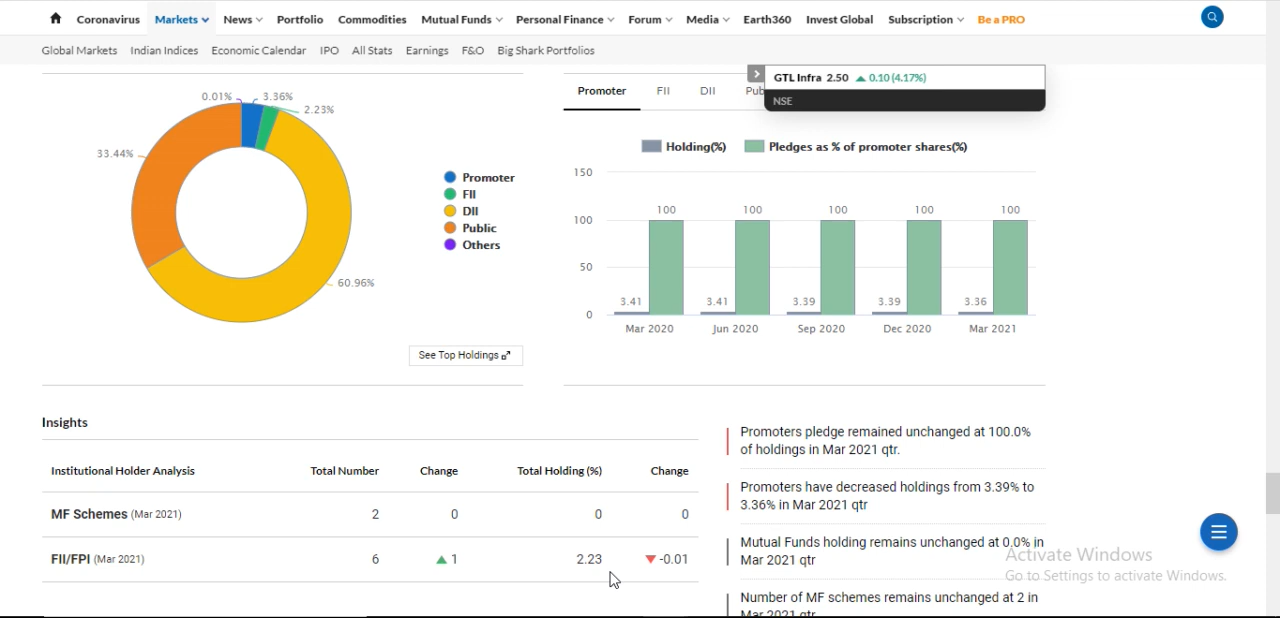 Coronavirus Markets News Portfolio Commodities Mutual Funds Personal Finance Forum Media Earth360 Invest Global Subscription Be a PRO
Global Markets Indian Indices Economic Calendar IPO All Stats Earnings F&O Big Shark Portfolios
GTL Infra 2.50 ▲ 0.10 (4.17%)
NSE
0.01% 3.36%
2.23%
33.44%
60.96%
Promoter
FII
DII
Public
Others
See Top Holdings
Promoter FII DII
Holding(%) Pledges as % of promoter shares(%)
150
100
50
0
100 100 100 100 100
3.41 3.41 3.39 3.39 3.36
Mar 2020 Jun 2020 Sep 2020 Dec 2020 Mar 2021
Insights
Institutional Holder Analysis Total Number Change Total Holding (%) Change
MF Schemes (Mar 2021) 2 0 0 0
FII/FPI (Mar 2021) 6 ▲ 1 2.23 ▼ -0.01
Promoters pledge remained unchanged at 100.0%
of holdings in Mar 2021 qtr.
Promoters have decreased holdings from 3.39% to
3.36% in Mar 2021 qtr
Mutual Funds holding remains unchanged at 0.0% in
Mar 2021 qtr
Number of MF schemes remains unchanged at 2 in
Mar 2021 qtr
Activate Windows
Go to Settings to activate Windows.